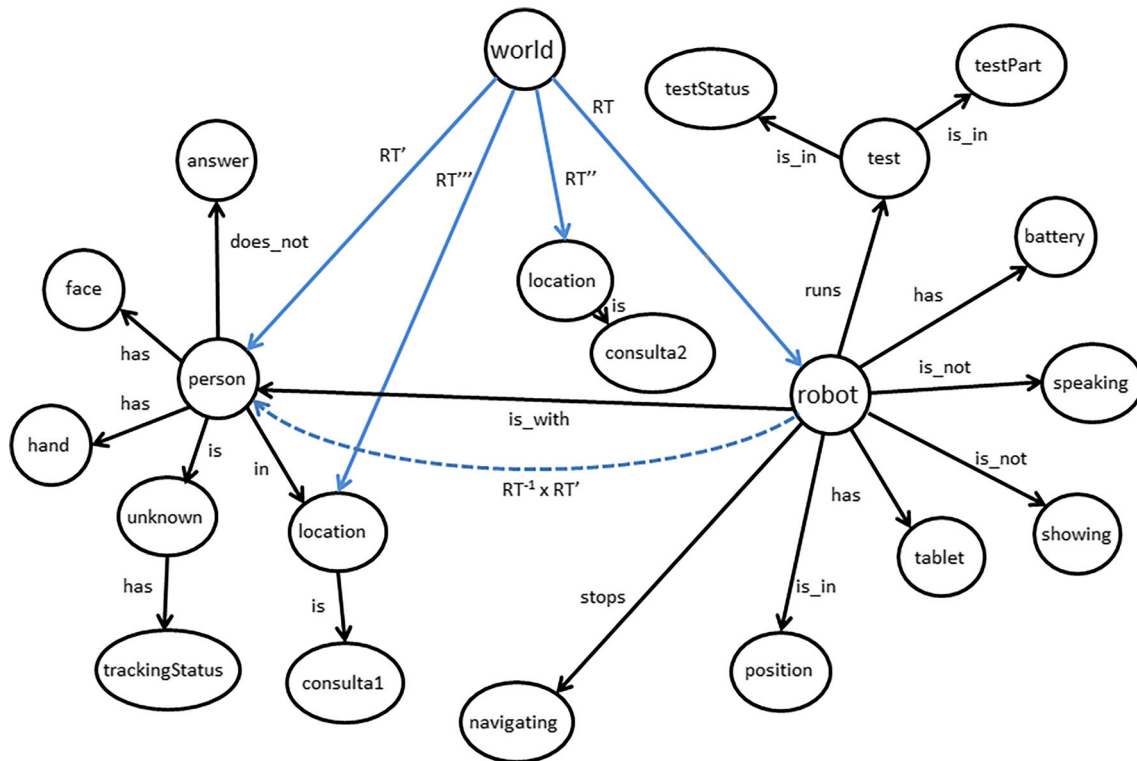 world
testPart
testStatus
RT
is_in
is_in
test
answer
RT’
RT’’’
RT’’
battery
does_not
face
location
runs
has
is
has
person
consulta2
is_not
speaking
robot
has
is_with
hand
is
in
is_not
RT⁻¹ x RT’
has
unknown
location
showing
tablet
has
stops
is_in
is
trackingStatus
consulta1
position
navigating